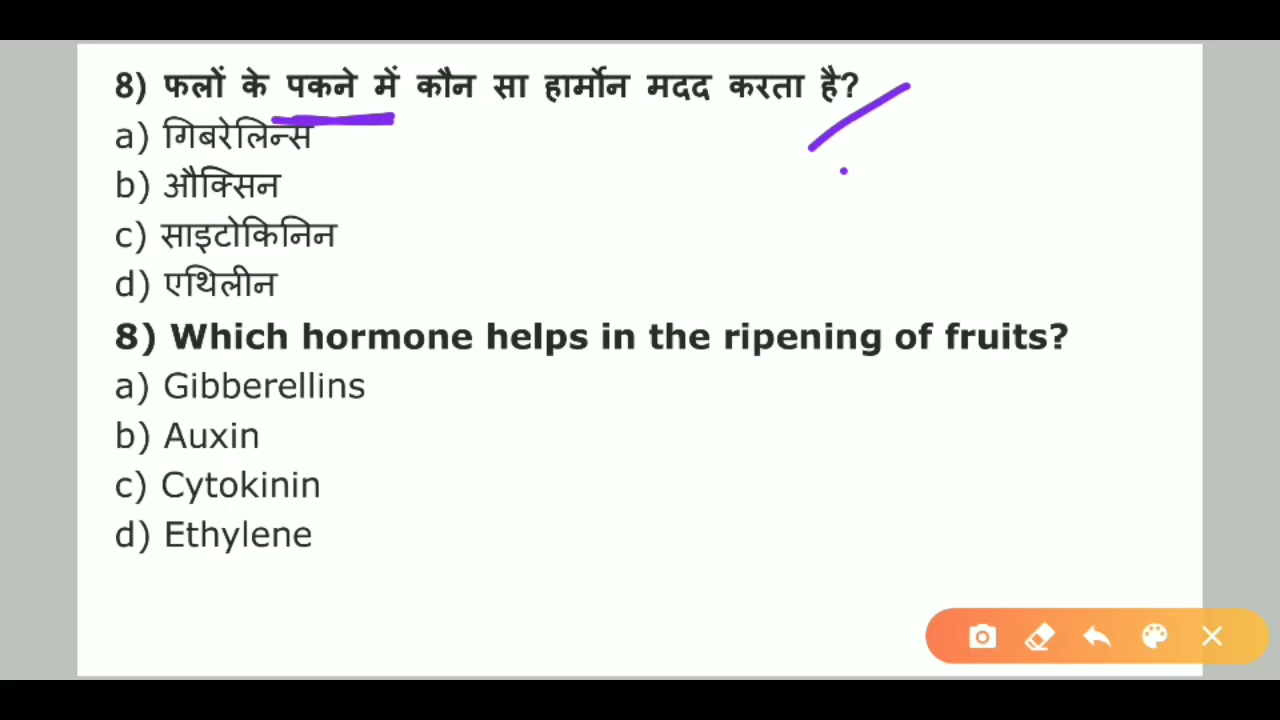 8) फलों के पकने में कौन सा हार्मोन मदद करता है?
a) गिबरेलिन्स
b) औक्सिन
c) साइटोकिनिन
d) एथिलीन
8) Which hormone helps in the ripening of fruits?
a) Gibberellins
b) Auxin
c) Cytokinin
d) Ethylene